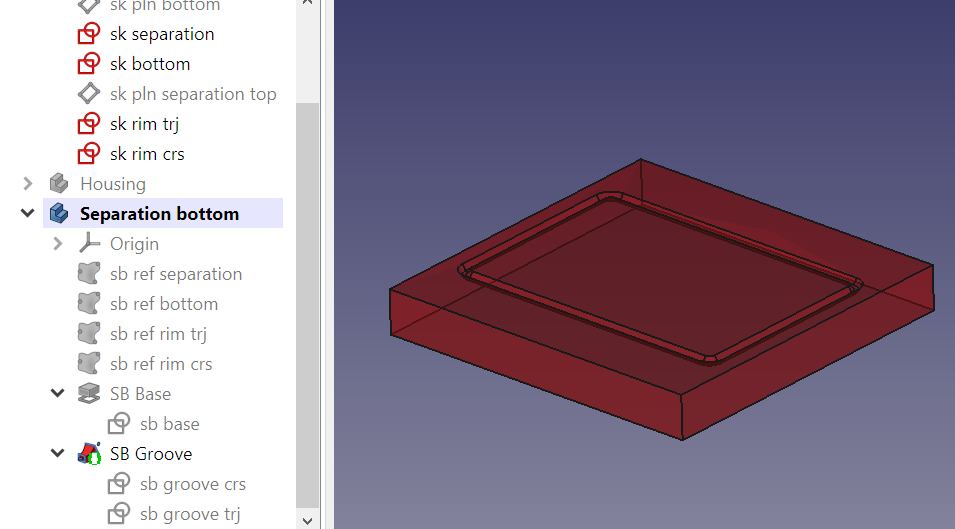 sk pln bottom
sk separation
sk bottom
sk pln separation top
sk rim trj
sk rim crs
Housing
Separation bottom
Origin
sb ref separation
sb ref bottom
sb ref rim trj
sb ref rim crs
SB Base
sb base
SB Groove
sb groove crs
sb groove trj